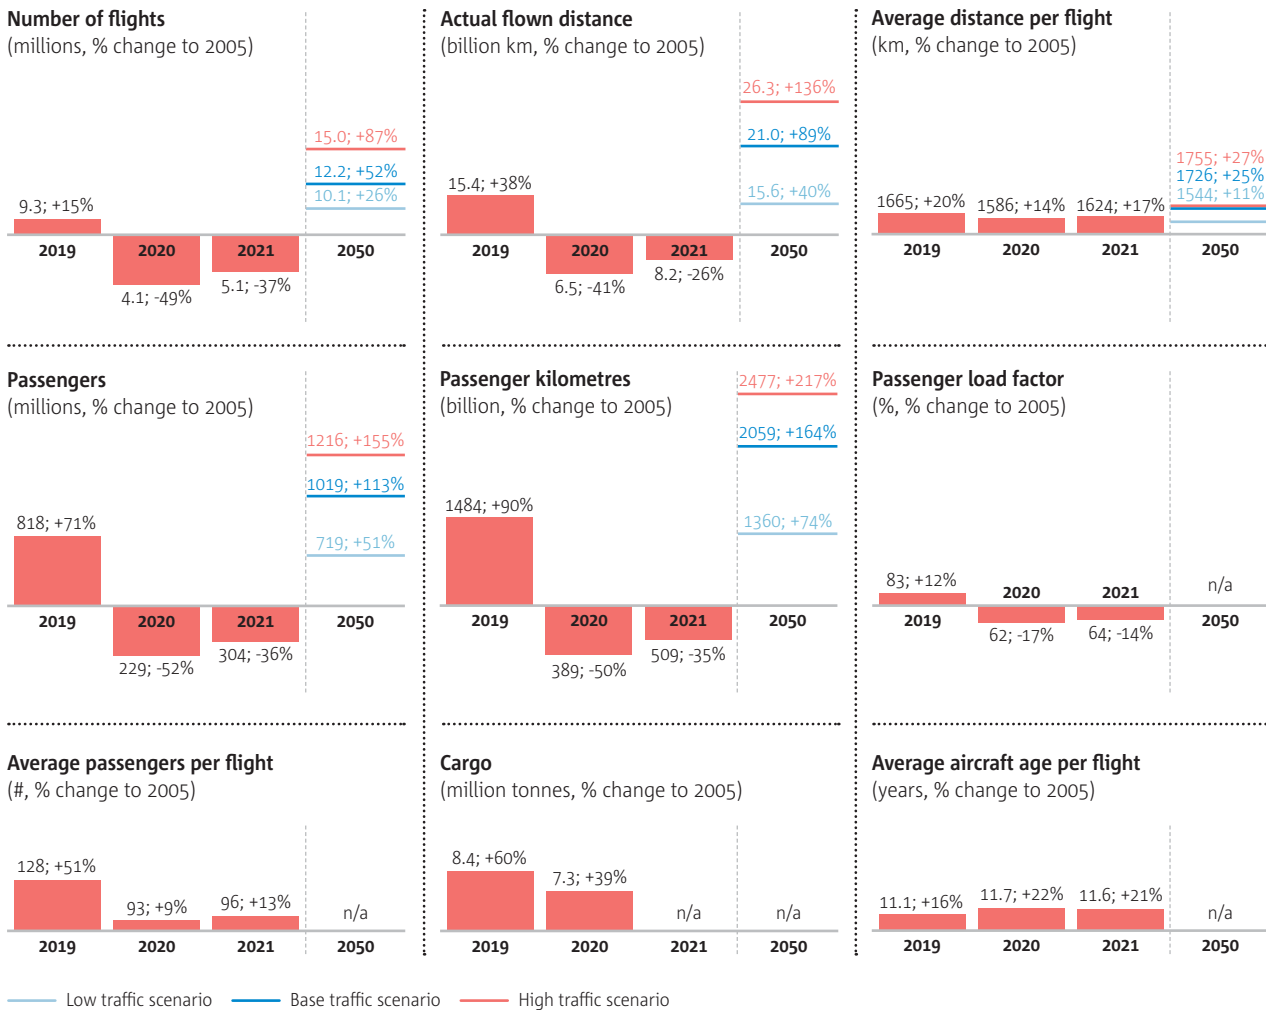 Number of flights
(millions, % change to 2005)
15.0; +87%
12.2; +52%
10.1; +26%
9.3; +15%
2019
2020
2021
2050
4.1; -49%
5.1; -37%
Actual flown distance
(billion km, % change to 2005)
26.3; +136%
21.0; +89%
15.6; +40%
15.4; +38%
2019
2020
2021
2050
6.5; -41%
8.2; -26%
Average distance per flight
(km, % change to 2005)
1755; +27%
1726; +25%
1544; +11%
1665; +20%
1586; +14%
1624; +17%
2019
2020
2021
2050
Passengers
(millions, % change to 2005)
1216; +155%
1019; +113%
719; +51%
818; +71%
2019
2020
2021
2050
229; -52%
304; -36%
Passenger kilometres
(billion, % change to 2005)
2477; +217%
2059; +164%
1360; +74%
1484; +90%
2019
2020
2021
2050
389; -50%
509; -35%
Passenger load factor
(%, % change to 2005)
83; +12%
2020
2021
n/a
2019
2050
62; -17%
64; -14%
Average passengers per flight
(#, % change to 2005)
128; +51%
93; +9%
96; +13%
n/a
2019
2020
2021
2050
Cargo
(million tonnes, % change to 2005)
8.4; +60%
7.3; +39%
n/a
n/a
2019
2020
2021
2050
Average aircraft age per flight
(years, % change to 2005)
11.1; +16%
11.7; +22%
11.6; +21%
n/a
2019
2020
2021
2050
Low traffic scenario
Base traffic scenario
High traffic scenario